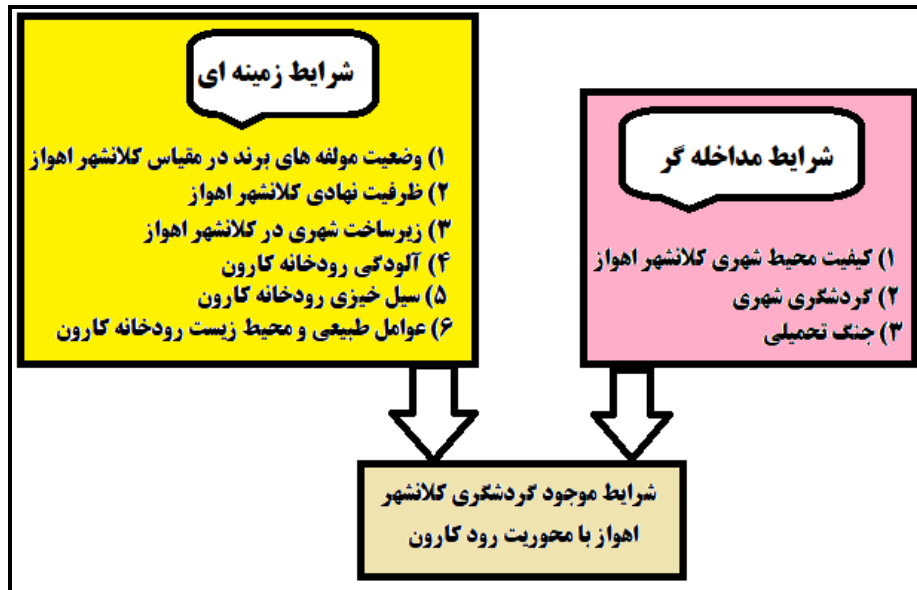 شرایط زمینه ای
۱) وضعیت مولفه های برند در مقیاس کلانشهر اهواز
۲) ظرفیت نهادی کلانشهر اهواز
۳) زیرساخت شهری در کلانشهر اهواز
۴) آلودگی رودخانه کارون
۵) سیل خیزی رودخانه کارون
۶) عوامل طبیعی و محیط زیست رودخانه کارون
شرایط مداخله گر
۱) کیفیت محیط شهری کلانشهر اهواز
۲) گردشگری شهری
۳) جنگ تحمیلی
شرایط موجود گردشگری کلانشهر
اهواز با محوریت رود کارون